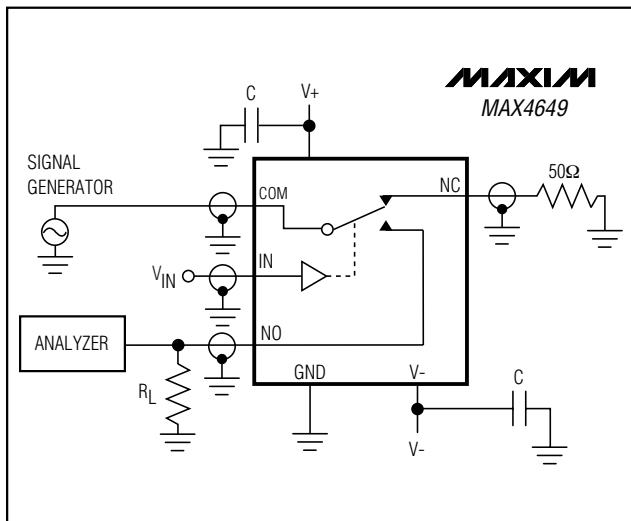 MAXIM
MAX4649
C
V+
SIGNAL
GENERATOR
COM
NC
50Ω
VIN
IN
ANALYZER
NO
RL
GND
V-
C
V-